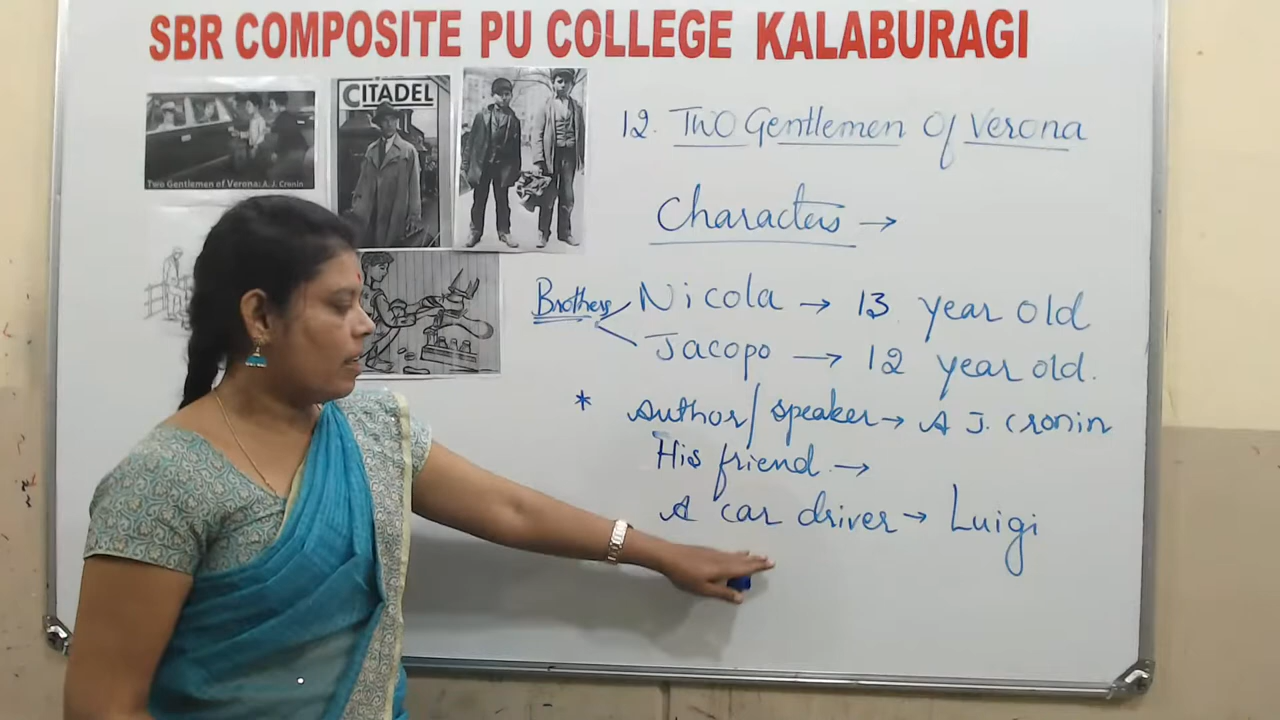 SBR COMPOSITE PU COLLEGE KALABURAGI
CITADEL
Two Gentlemen of Verona: A. J. Cronin
12. Two Gentlemen Of Verona
Characters →
Brothers
Nicola → 13 year old
Jacopo → 12 year old.
* Author/speaker → A J. Cronin
His friend. →
A car driver → Luigi